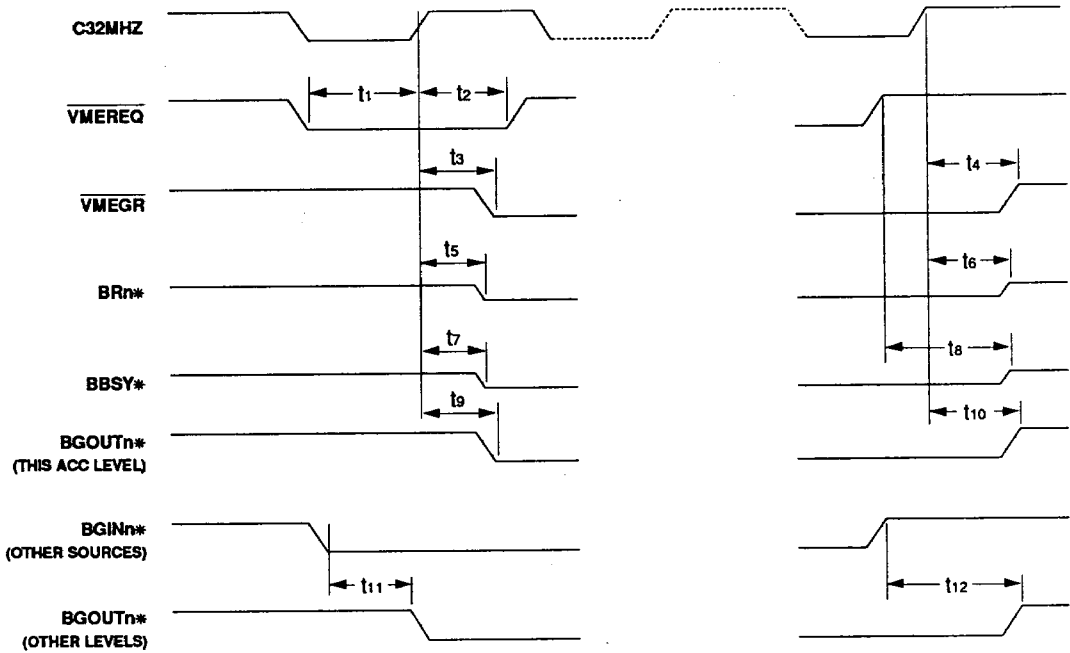 C32MHZ
t1
t2
VMEREQ
t3
t4
VMEGR
t5
t6
BRn*
t7
t8
BBSY*
t9
t10
BGOUTn*
(THIS ACC LEVEL)
BGINn*
(OTHER SOURCES)
t11
t12
BGOUTn*
(OTHER LEVELS)